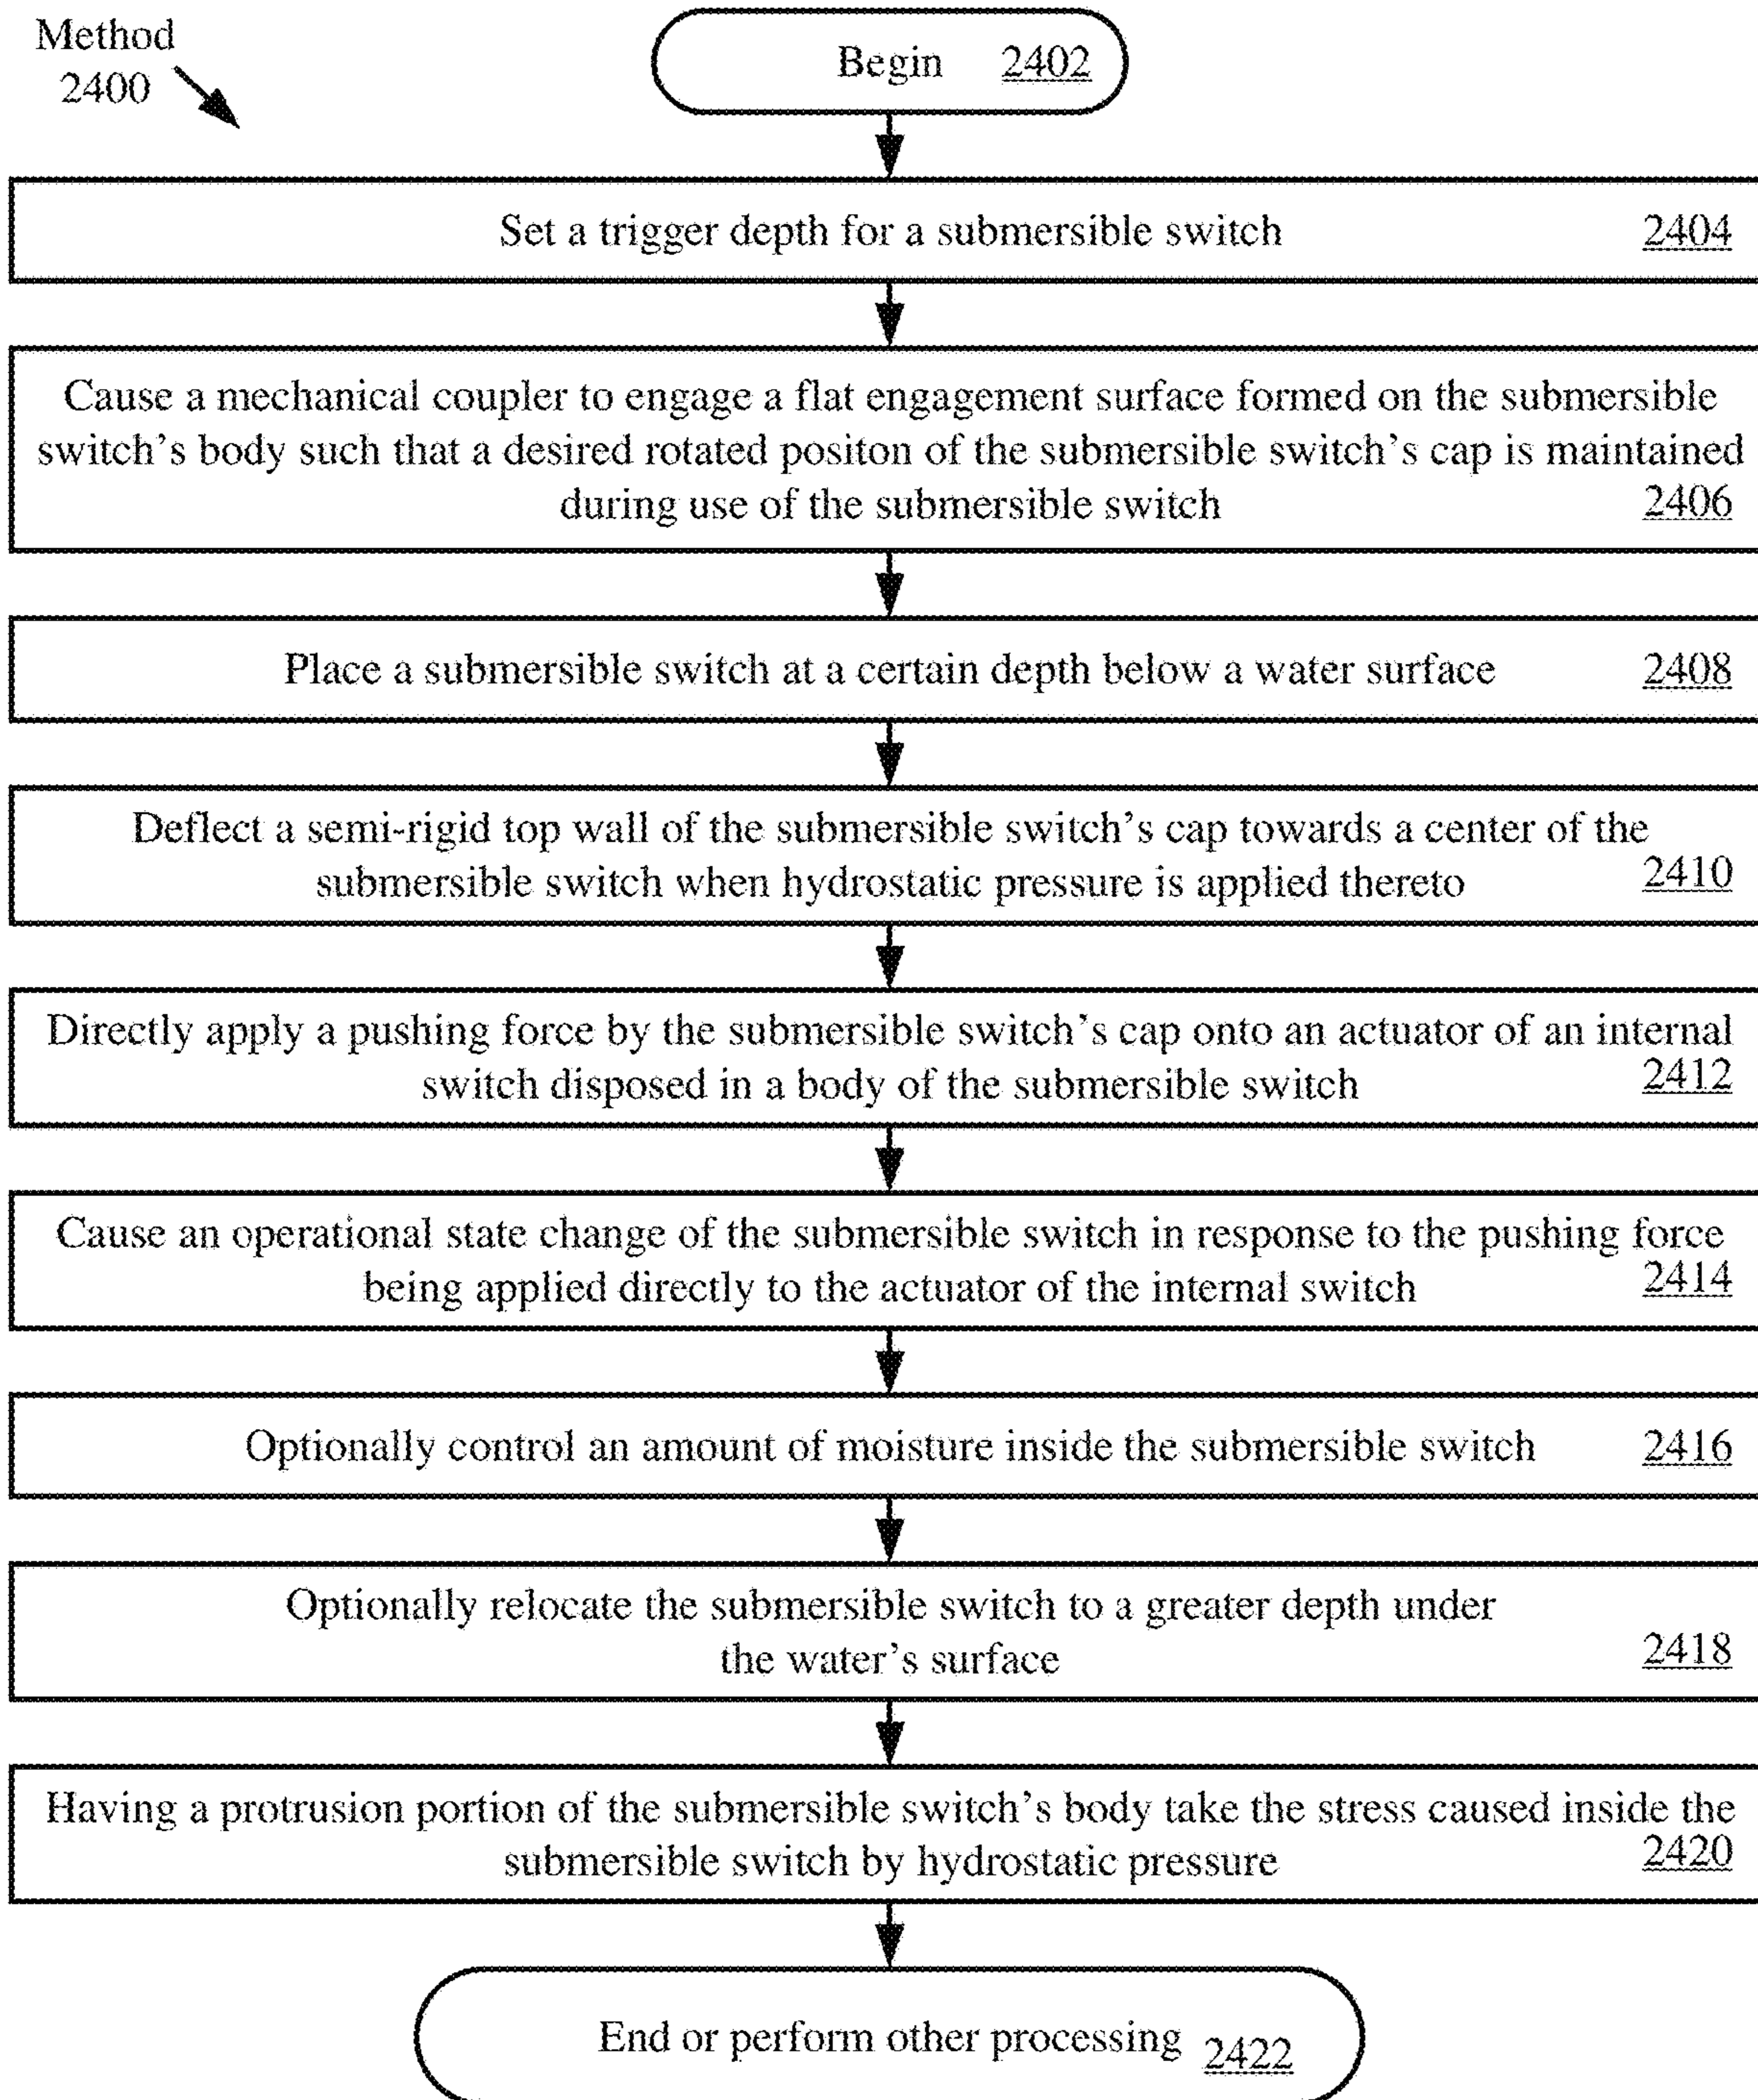 Method
2400
Begin 2402
Set a trigger depth for a submersible switch 2404
Cause a mechanical coupler to engage a flat engagement surface formed on the submersible
switch's body such that a desired rotated positon of the submersible switch's cap is maintained
during use of the submersible switch 2406
Place a submersible switch at a certain depth below a water surface 2408
Deflect a semi-rigid top wall of the submersible switch's cap towards a center of the
submersible switch when hydrostatic pressure is applied thereto 2410
Directly apply a pushing force by the submersible switch's cap onto an actuator of an internal
switch disposed in a body of the submersible switch 2412
Cause an operational state change of the submersible switch in response to the pushing force
being applied directly to the actuator of the internal switch 2414
Optionally control an amount of moisture inside the submersible switch 2416
Optionally relocate the submersible switch to a greater depth under
the water's surface 2418
Having a protrusion portion of the submersible switch's body take the stress caused inside the
submersible switch by hydrostatic pressure 2420
End or perform other processing 2422